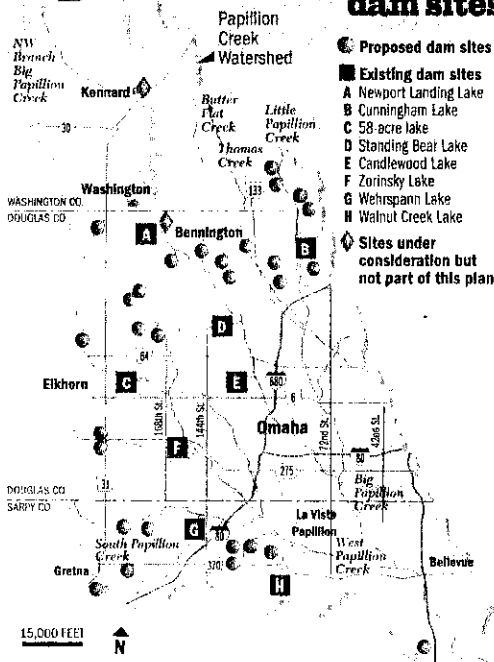 dam sites
Papillion
Creek
Watershed
Proposed dam sites
Existing dam sites
A Newport Landing Lake
B Cunningham Lake
C 58-acre lake
D Standing Bear Lake
E Candlewood Lake
F Zorinsky Lake
G Wehrspann Lake
H Walnut Creek Lake
Sites under
consideration but
not part of this plan
NW
Branch
Big
Papillion
Creek
Kennard
Butter
Flat
Creek
Little
Papillion
Creek
Thomas
Creek
30
133
Washington
WASHINGTON CO.
DOUGLAS CO.
A
Bennington
B
D
64
Elkhorn
C
E
680
6
168th St.
144th St.
Omaha
72nd St.
42nd St.
F
80
275
Big
Papillion
Creek
DOUGLAS CO.
SARPY CO.
31
La Vista
Papillion
G
80
South Papillion
Creek
West
Papillion
Creek
Gretna
370
Bellevue
H
15,000 FEET
N